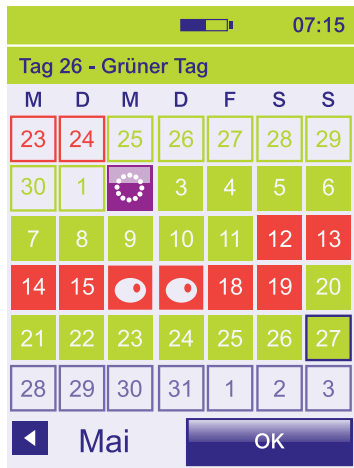 07:15
Tag 26 - Grüner Tag
M D M D F S S
23 24 25 26 27 28 29
30 1 3 4 5 6
7 8 9 10 11 12 13
14 15 18 19 20
21 22 23 24 25 26 27
28 29 30 31 1 2 3
Mai OK